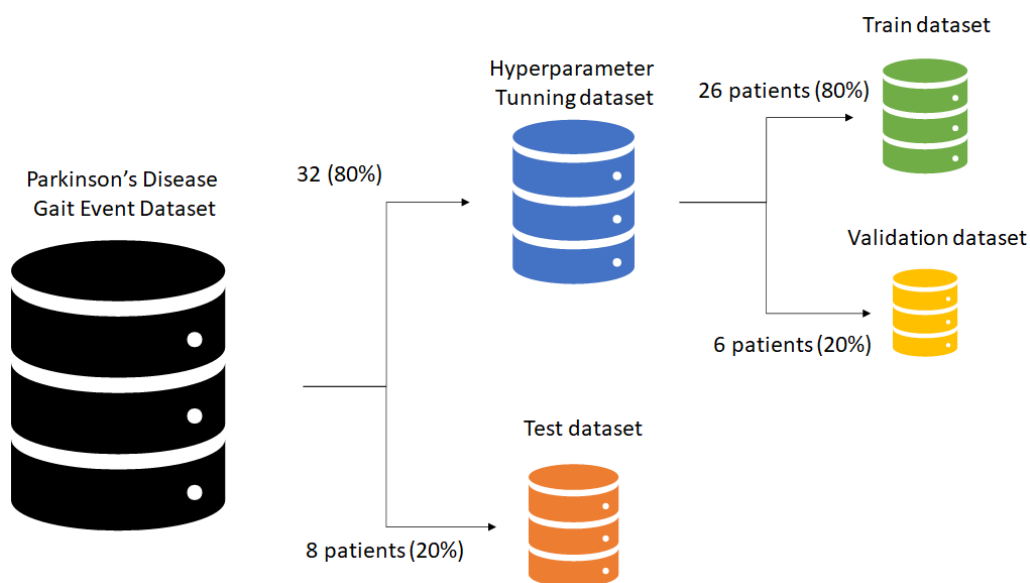 Train dataset
Hyperparameter
Tunning dataset
26 patients (80%)
32 (80%)
Parkinson's Disease
Gait Event Dataset
Validation dataset
6 patients (20%)
Test dataset
8 patients (20%)